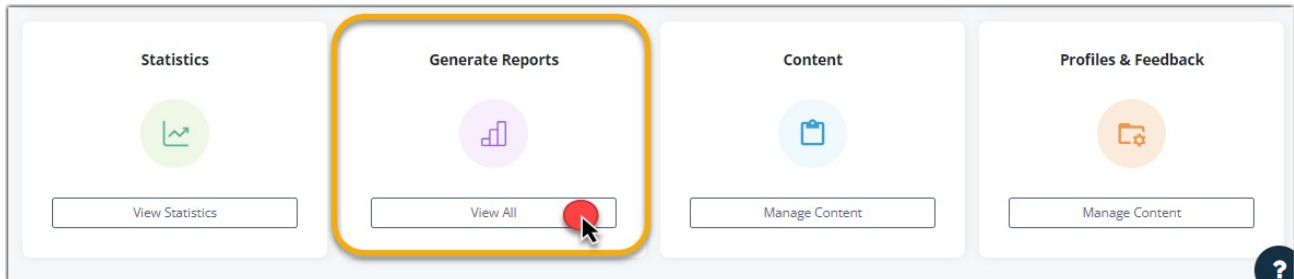 Statistics
Generate Reports
Content
Profiles & Feedback
View Statistics
View All
Manage Content
Manage Content
?